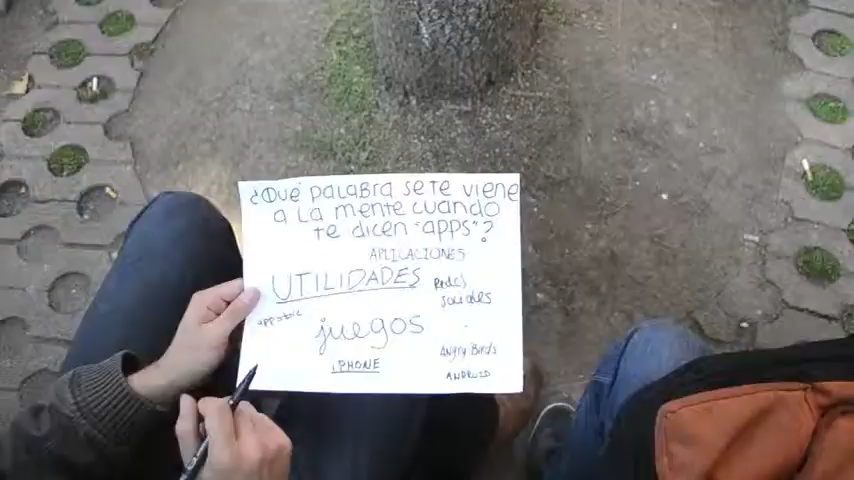 ¿QUÉ PALABRA SE TE VIENE
A LA MENTE CUANDO
TE DICEN "APPS"?
APLICACIONES
UTILIDADES
Redes
Sociales
juegos
Angry Birds
IPHONE
ANDROID